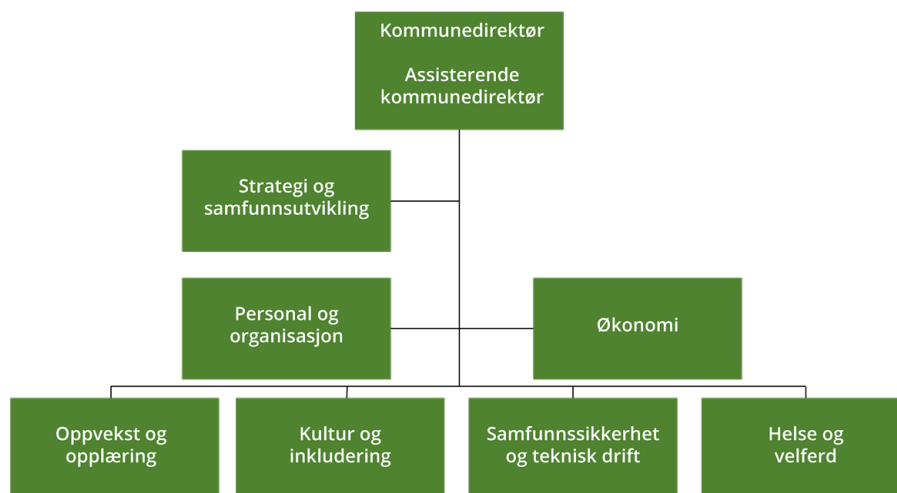 Kommunedirektør
Assisterende
kommunedirektør
Strategi og
samfunnsutvikling
Personal og
organisasjon
Økonomi
Oppvekst og
opplæring
Kultur og
inkludering
Samfunnssikkerhet
og teknisk drift
Helse og
velferd